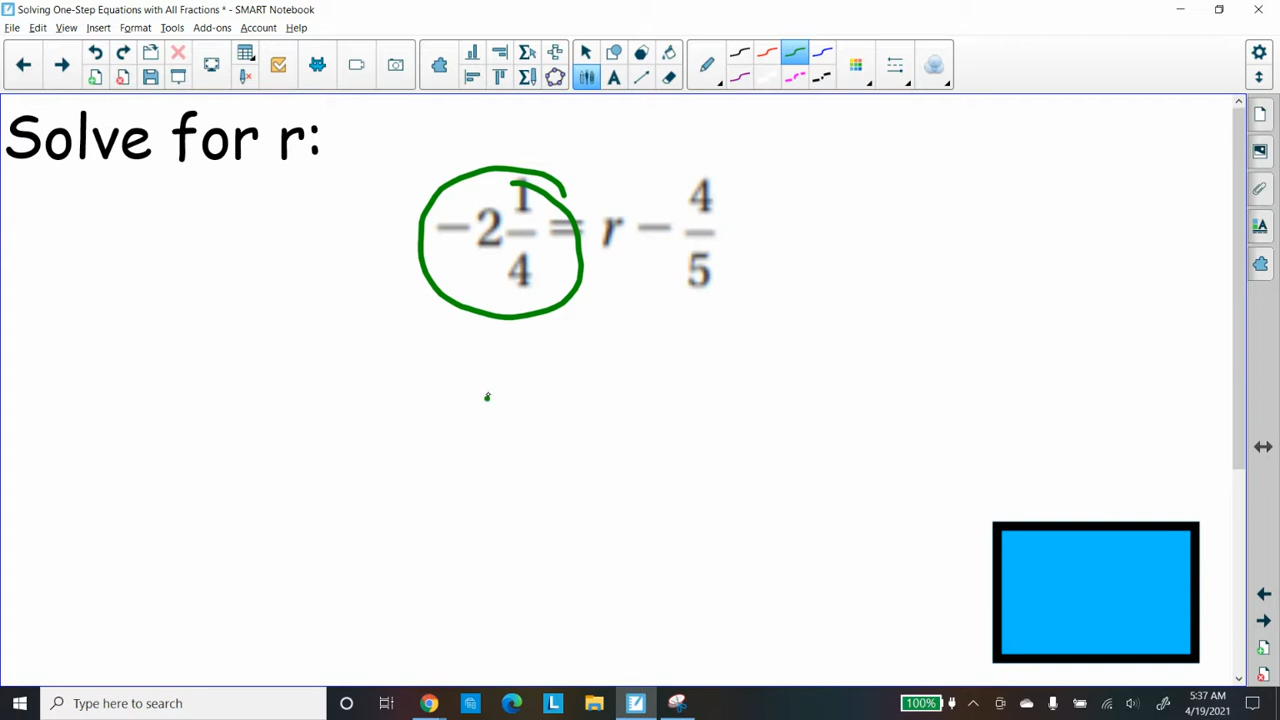 Solving One-Step Equations with All Fractions * - SMART Notebook
File Edit View Insert Format Tools Add-ons Account Help
Solve for r:
−2 1/4 = r − 4/5
Type here to search
100%
5:37 AM
4/19/2021